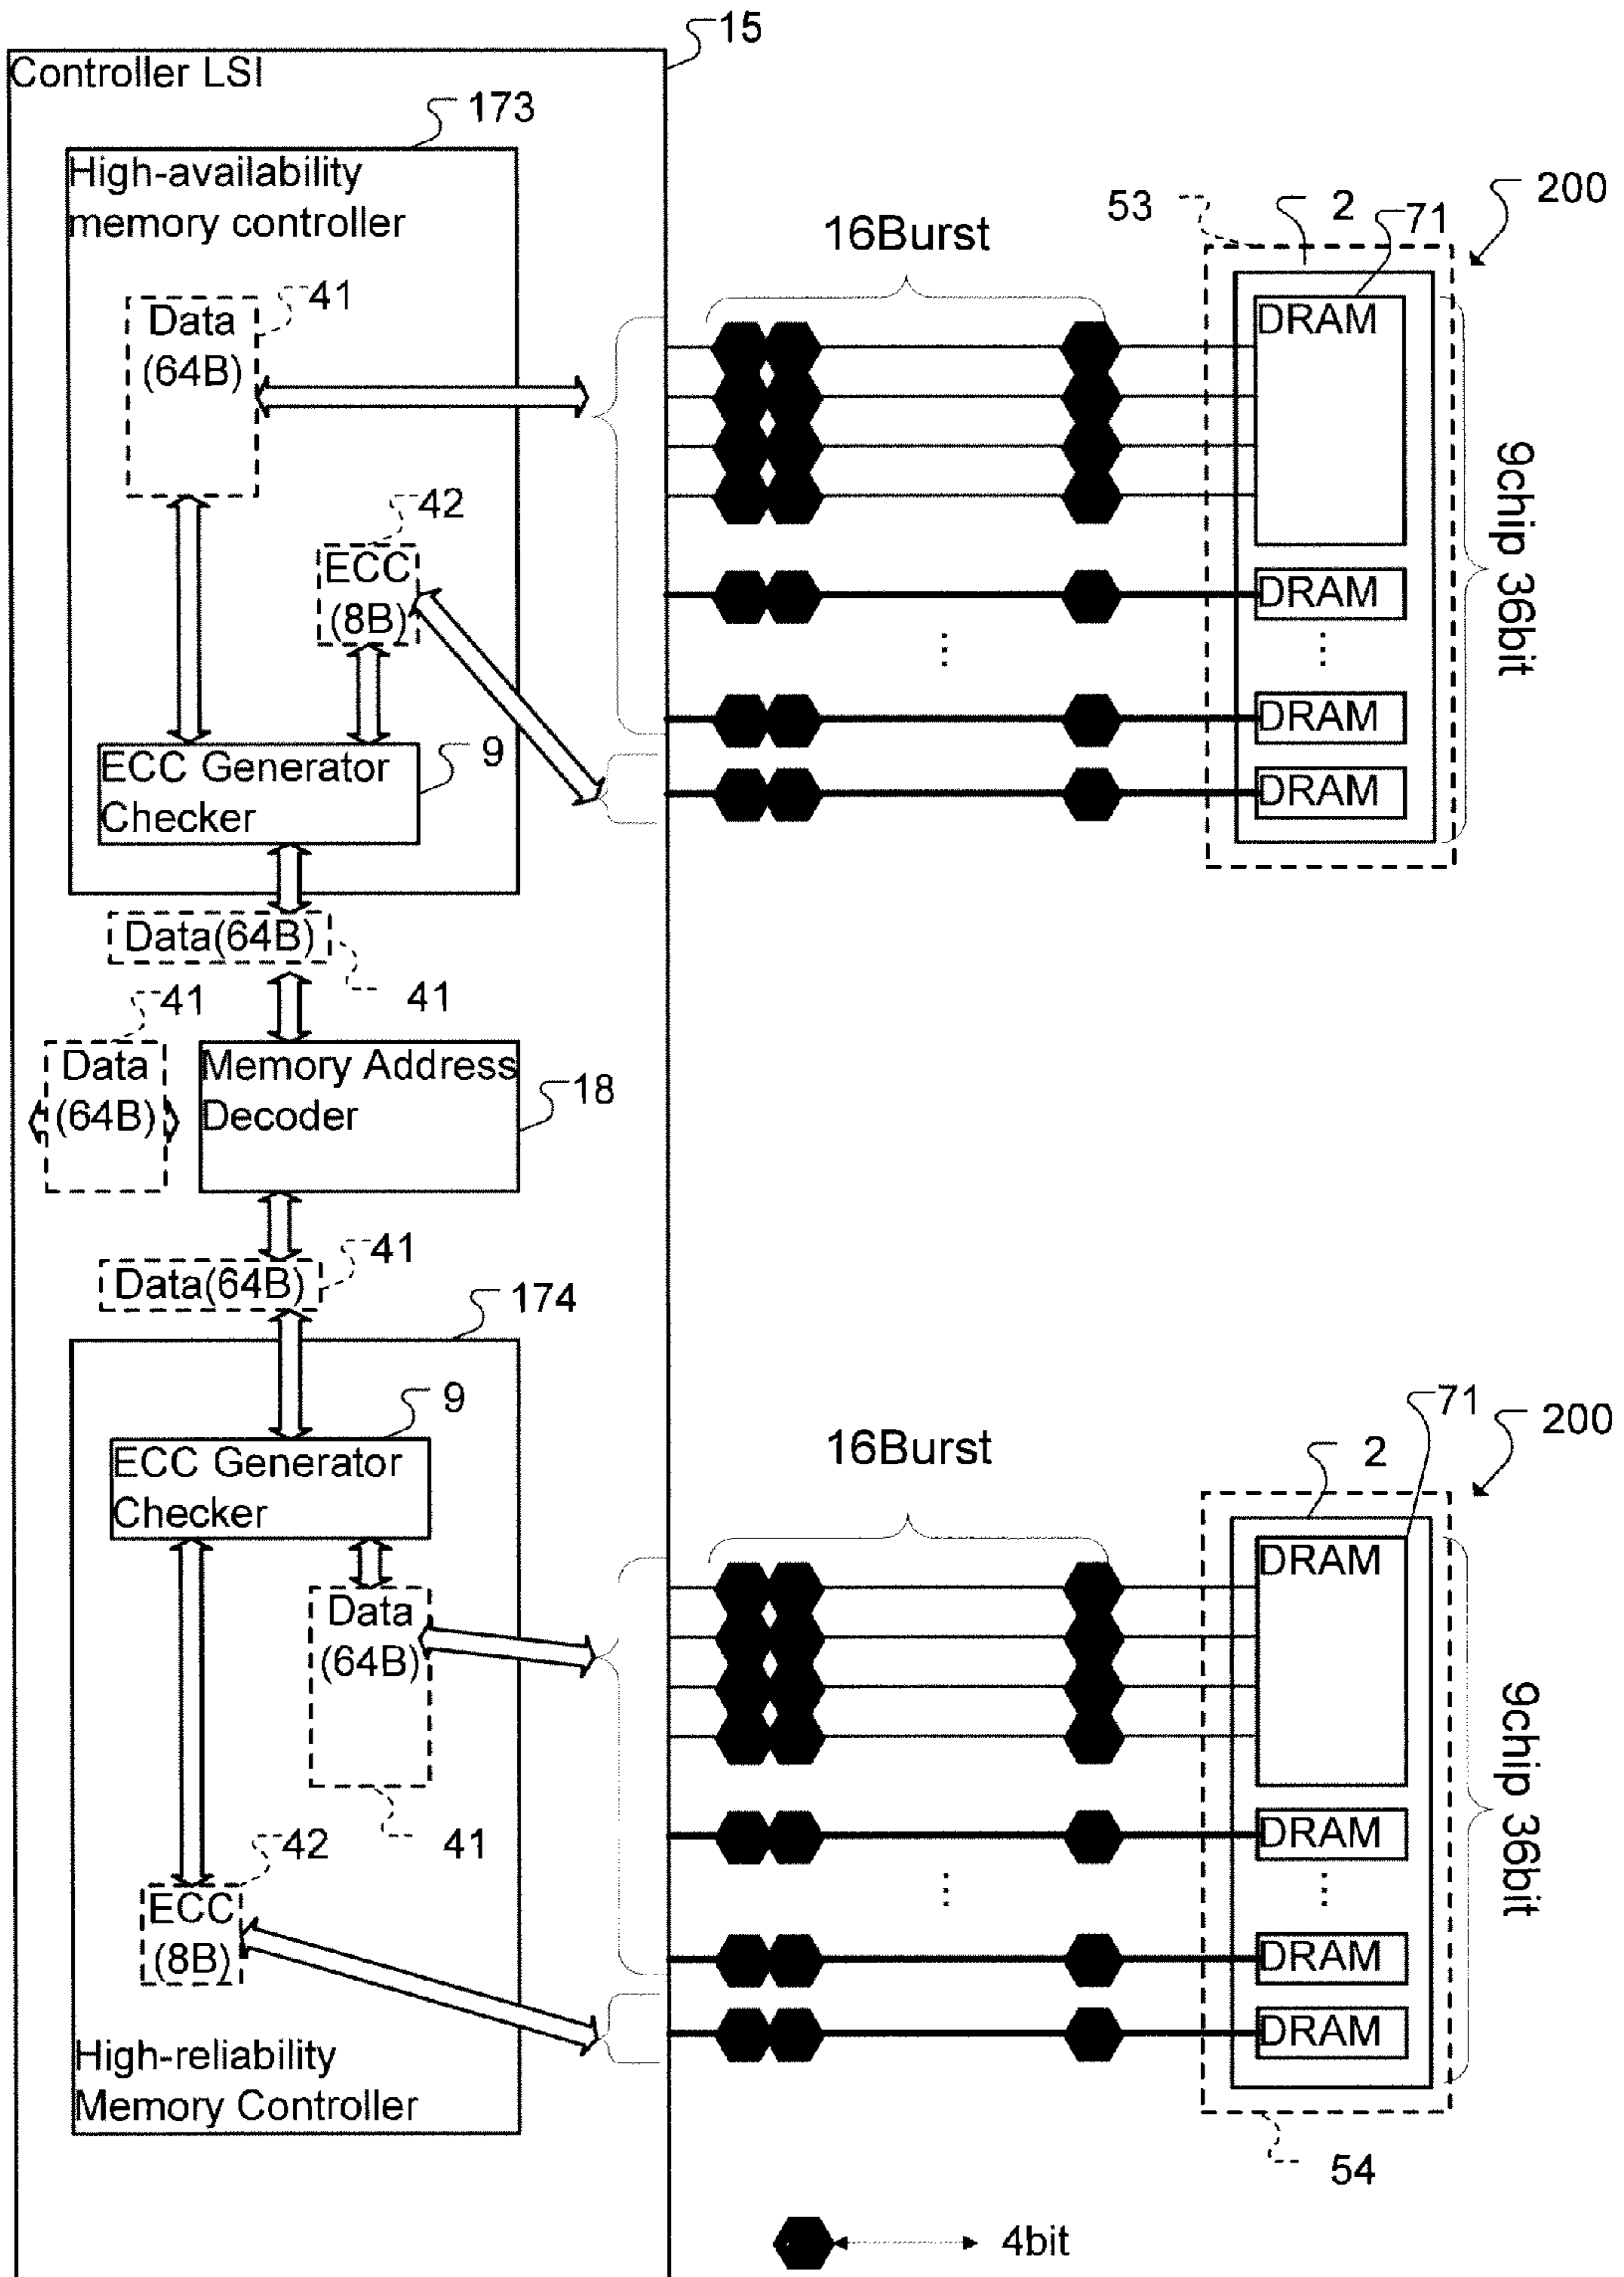 15
Controller LSI
173
High-availability
memory controller
200
53
2
71
16Burst
41
Data
(64B)
DRAM
9chip 36bit
42
ECC
(8B)
DRAM
⋮
⋮
DRAM
9
ECC Generator
Checker
DRAM
Data(64B)
41
41
Data
(64B)
Memory Address
Decoder
18
41
Data(64B)
174
9
71
200
2
16Burst
ECC Generator
Checker
DRAM
Data
(64B)
9chip 36bit
41
42
DRAM
⋮
⋮
ECC
(8B)
DRAM
DRAM
High-reliability
Memory Controller
54
4bit